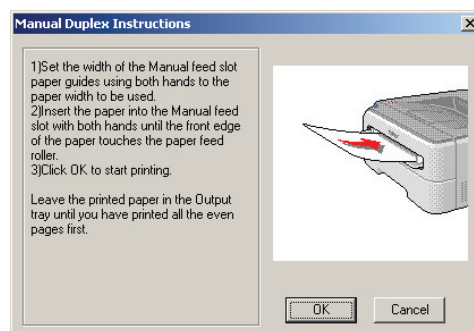 Manual Duplex Instructions
1)Set the width of the Manual feed slot
paper guides using both hands to the
paper width to be used.
2)Insert the paper into the Manual feed
slot with both hands until the front edge
of the paper touches the paper feed
roller.
3)Click OK to start printing.
Leave the printed paper in the Output
tray until you have printed all the even
pages first.
OK
Cancel